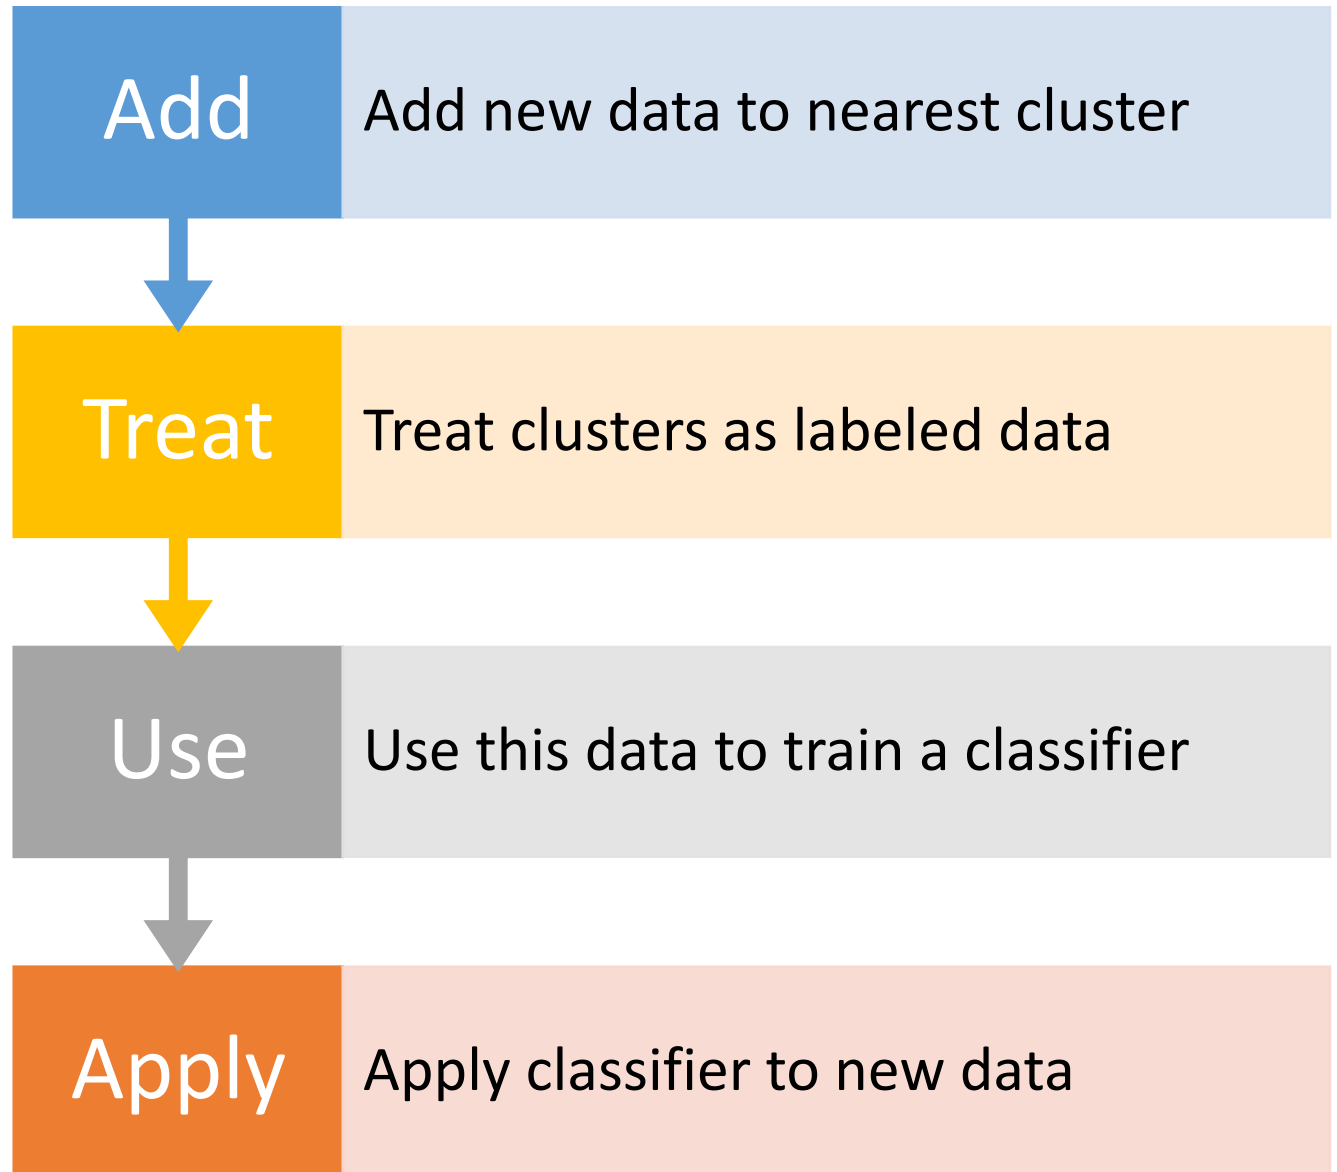 Add
Add new data to nearest cluster
Treat
Treat clusters as labeled data
Use
Use this data to train a classifier
Apply
Apply classifier to new data